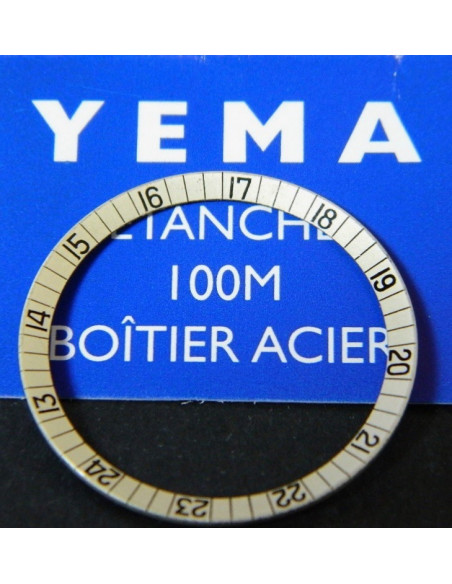 YEMA
ETANCHE
100M
BOÎTIER ACIER
13 14 15 16 17 18 19 20 21 22 23 24